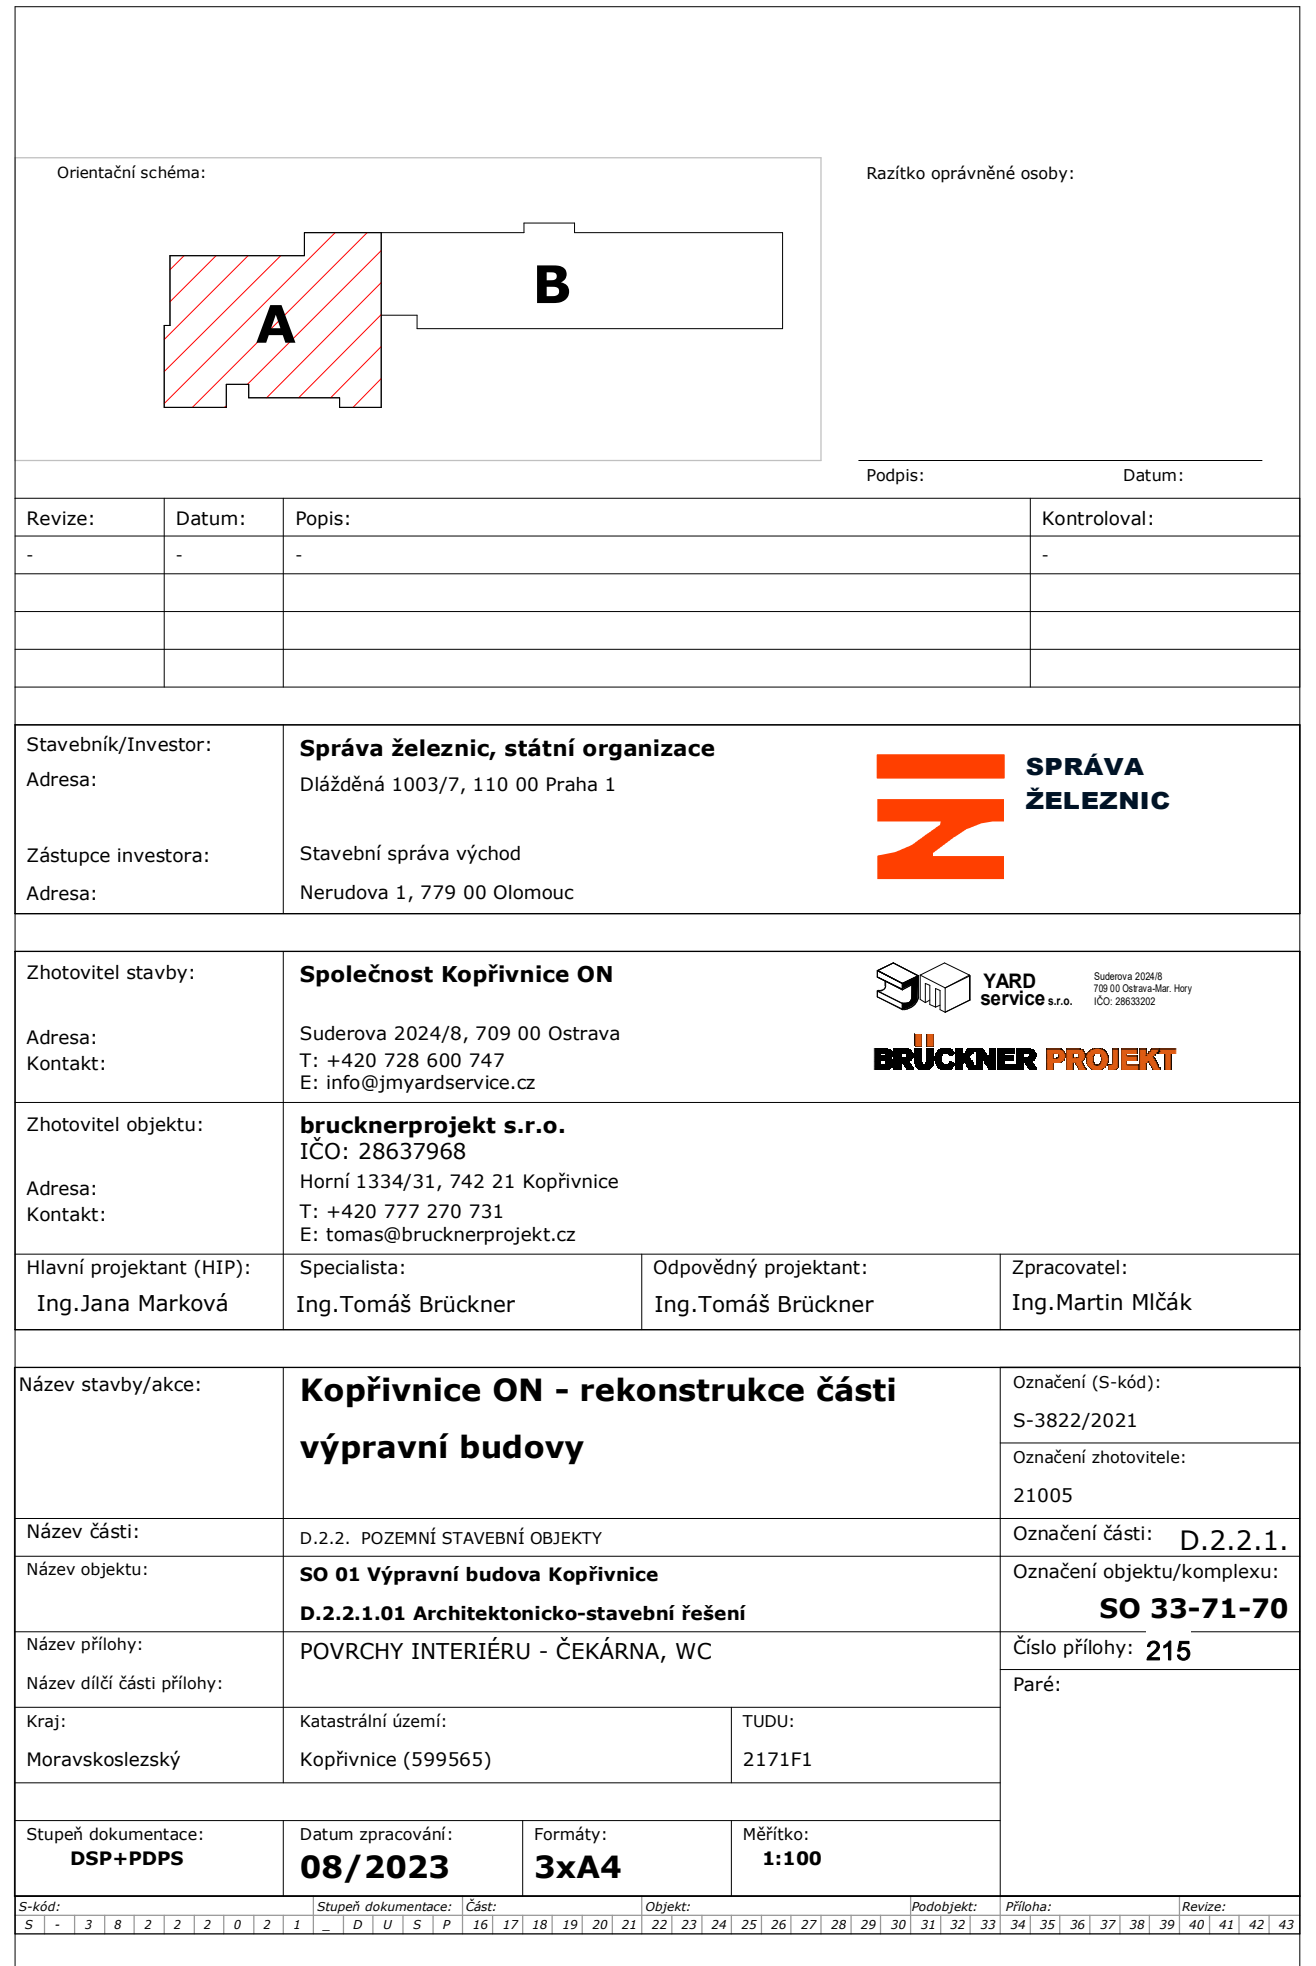 Orientační schéma:
Razítko oprávněné osoby:
A
B
Podpis:
Datum:
Revize:
Datum:
Popis:
Kontroloval:
-
-
-
-
Stavebník/Investor:
Správa železnic, státní organizace
Adresa:
Dlážděná 1003/7, 110 00 Praha 1
SPRÁVA
ŽELEZNIC
Zástupce investora:
Stavební správa východ
Adresa:
Nerudova 1, 779 00 Olomouc
Zhotovitel stavby:
Společnost Kopřivnice ON
YARD
service s.r.o.
Suderova 2024/8
709 00 Ostrava-Mar. Hory
IČO: 28633202
BRÜCKNER PROJEKT
Adresa:
Suderova 2024/8, 709 00 Ostrava
Kontakt:
T: +420 728 600 747
E: info@jmyardservice.cz
Zhotovitel objektu:
brucknerprojekt s.r.o.
IČO: 28637968
Adresa:
Horní 1334/31, 742 21 Kopřivnice
Kontakt:
T: +420 777 270 731
E: tomas@brucknerprojekt.cz
Hlavní projektant (HIP):
Ing.Jana Marková
Specialista:
Ing.Tomáš Brückner
Odpovědný projektant:
Ing.Tomáš Brückner
Zpracovatel:
Ing.Martin Mlčák
Název stavby/akce:
Kopřivnice ON - rekonstrukce části
výpravní budovy
Označení (S-kód):
S-3822/2021
Označení zhotovitele:
21005
Název části:
D.2.2. POZEMNÍ STAVEBNÍ OBJEKTY
Označení části: D.2.2.1.
Název objektu:
SO 01 Výpravní budova Kopřivnice
D.2.2.1.01 Architektonicko-stavební řešení
Označení objektu/komplexu:
SO 33-71-70
Název přílohy:
POVRCHY INTERIÉRU - ČEKÁRNA, WC
Číslo přílohy: 215
Název dílčí části přílohy:
Paré:
Kraj:
Moravskoslezský
Katastrální území:
Kopřivnice (599565)
TUDU:
2171F1
Stupeň dokumentace:
DSP+PDPS
Datum zpracování:
08/2023
Formáty:
3xA4
Měřítko:
1:100
S-kód: Stupeň dokumentace: Část: Objekt: Podobjekt: Příloha: Revize:
S - 3 8 2 2 2 0 2 1 _ D U S P 16 17 18 19 20 21 22 23 24 25 26 27 28 29 30 31 32 33 34 35 36 37 38 39 40 41 42 43